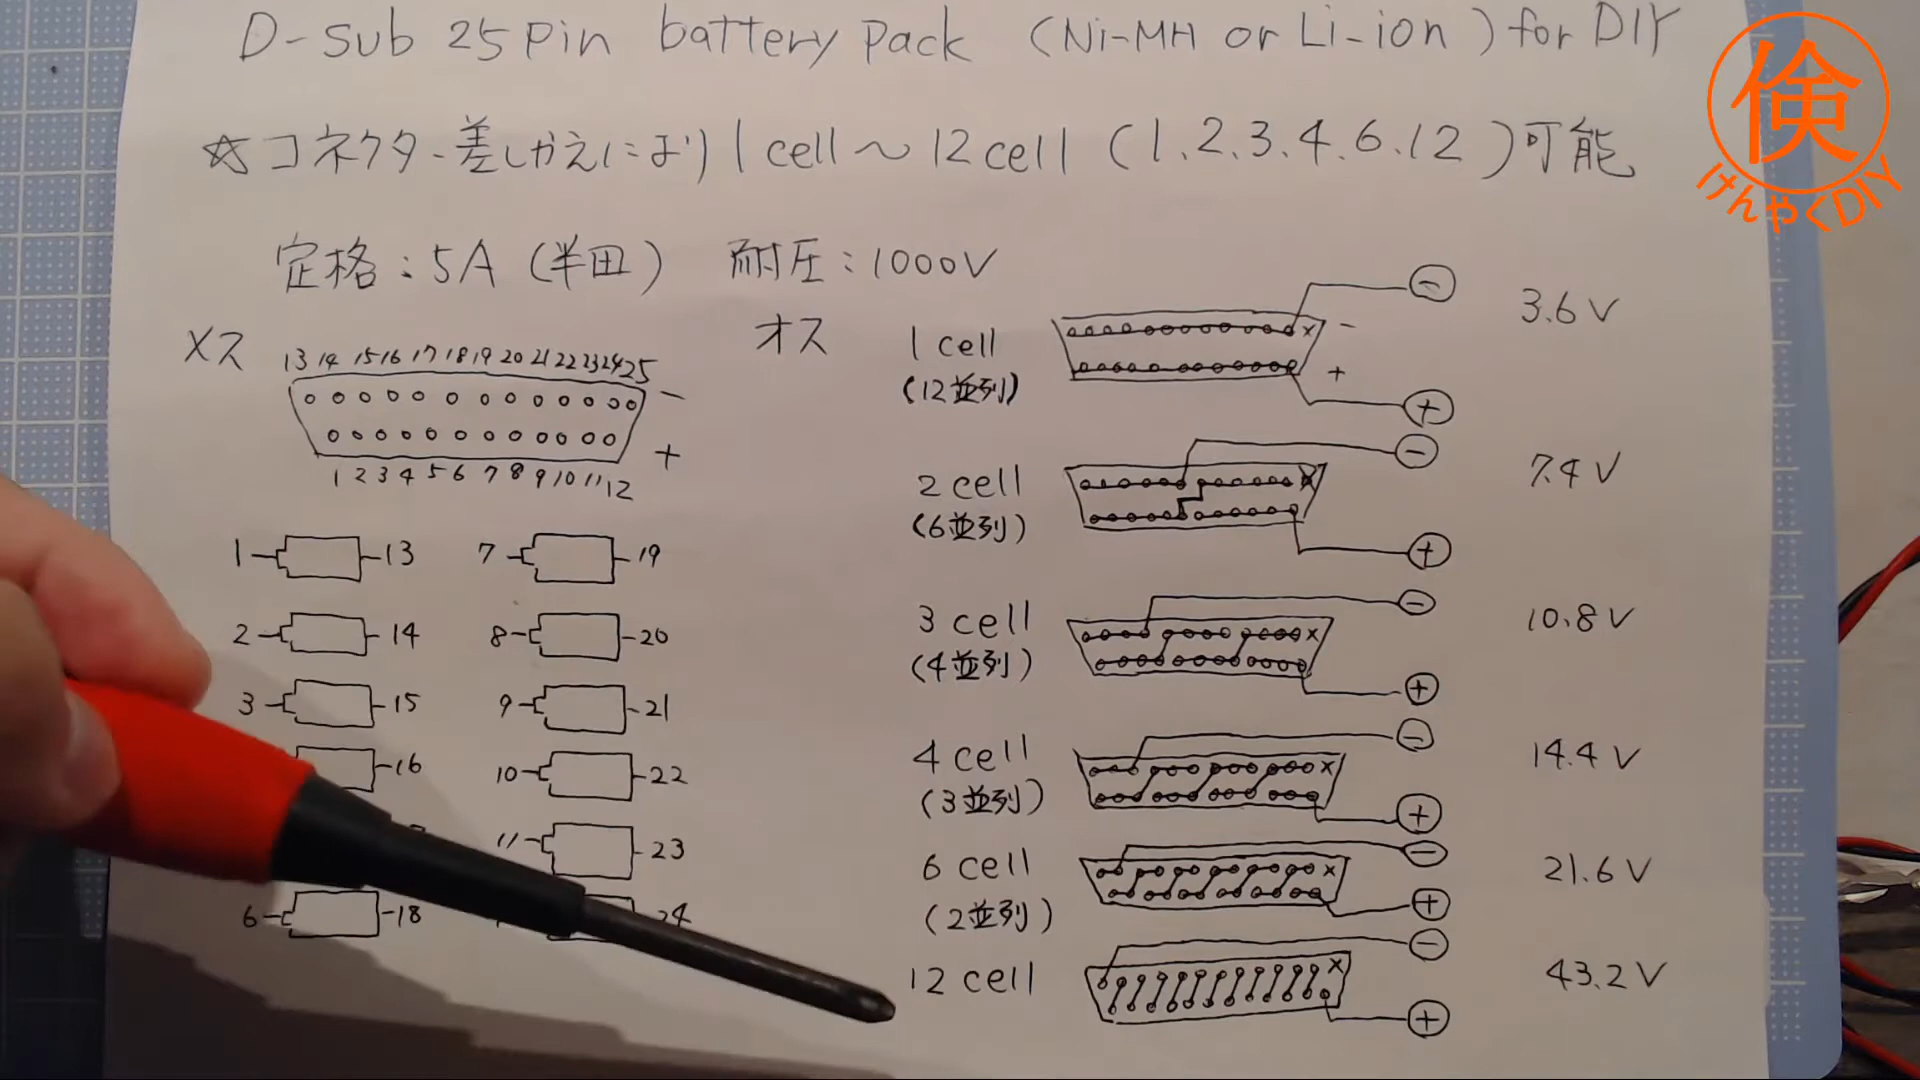 D-sub 25pin battery pack (Ni-MH or Li-ion) for DIY
☆コネクター差しかえにより1cell～12cell (1.2.3.4.6.12)可能
定格:5A(半田) 耐圧:1000V
メス
13 14 15 16 17 18 19 20 21 22 23 24 25
−
+
1 2 3 4 5 6 7 8 9 10 11 12
1 13 7 19
2 14 8 20
3 15 9 21
16 10 22
11 23
6 18 24
オス
1 cell
(12並列)
× − + − + 3.6V
2 cell
(6並列)
× − + 7.4V
3 cell
(4並列)
× − + 10.8V
4 cell
(3並列)
× − + 14.4V
6 cell
(2並列)
× − + 21.6V
12 cell
× − + 43.2V
倹
けんやくDIY